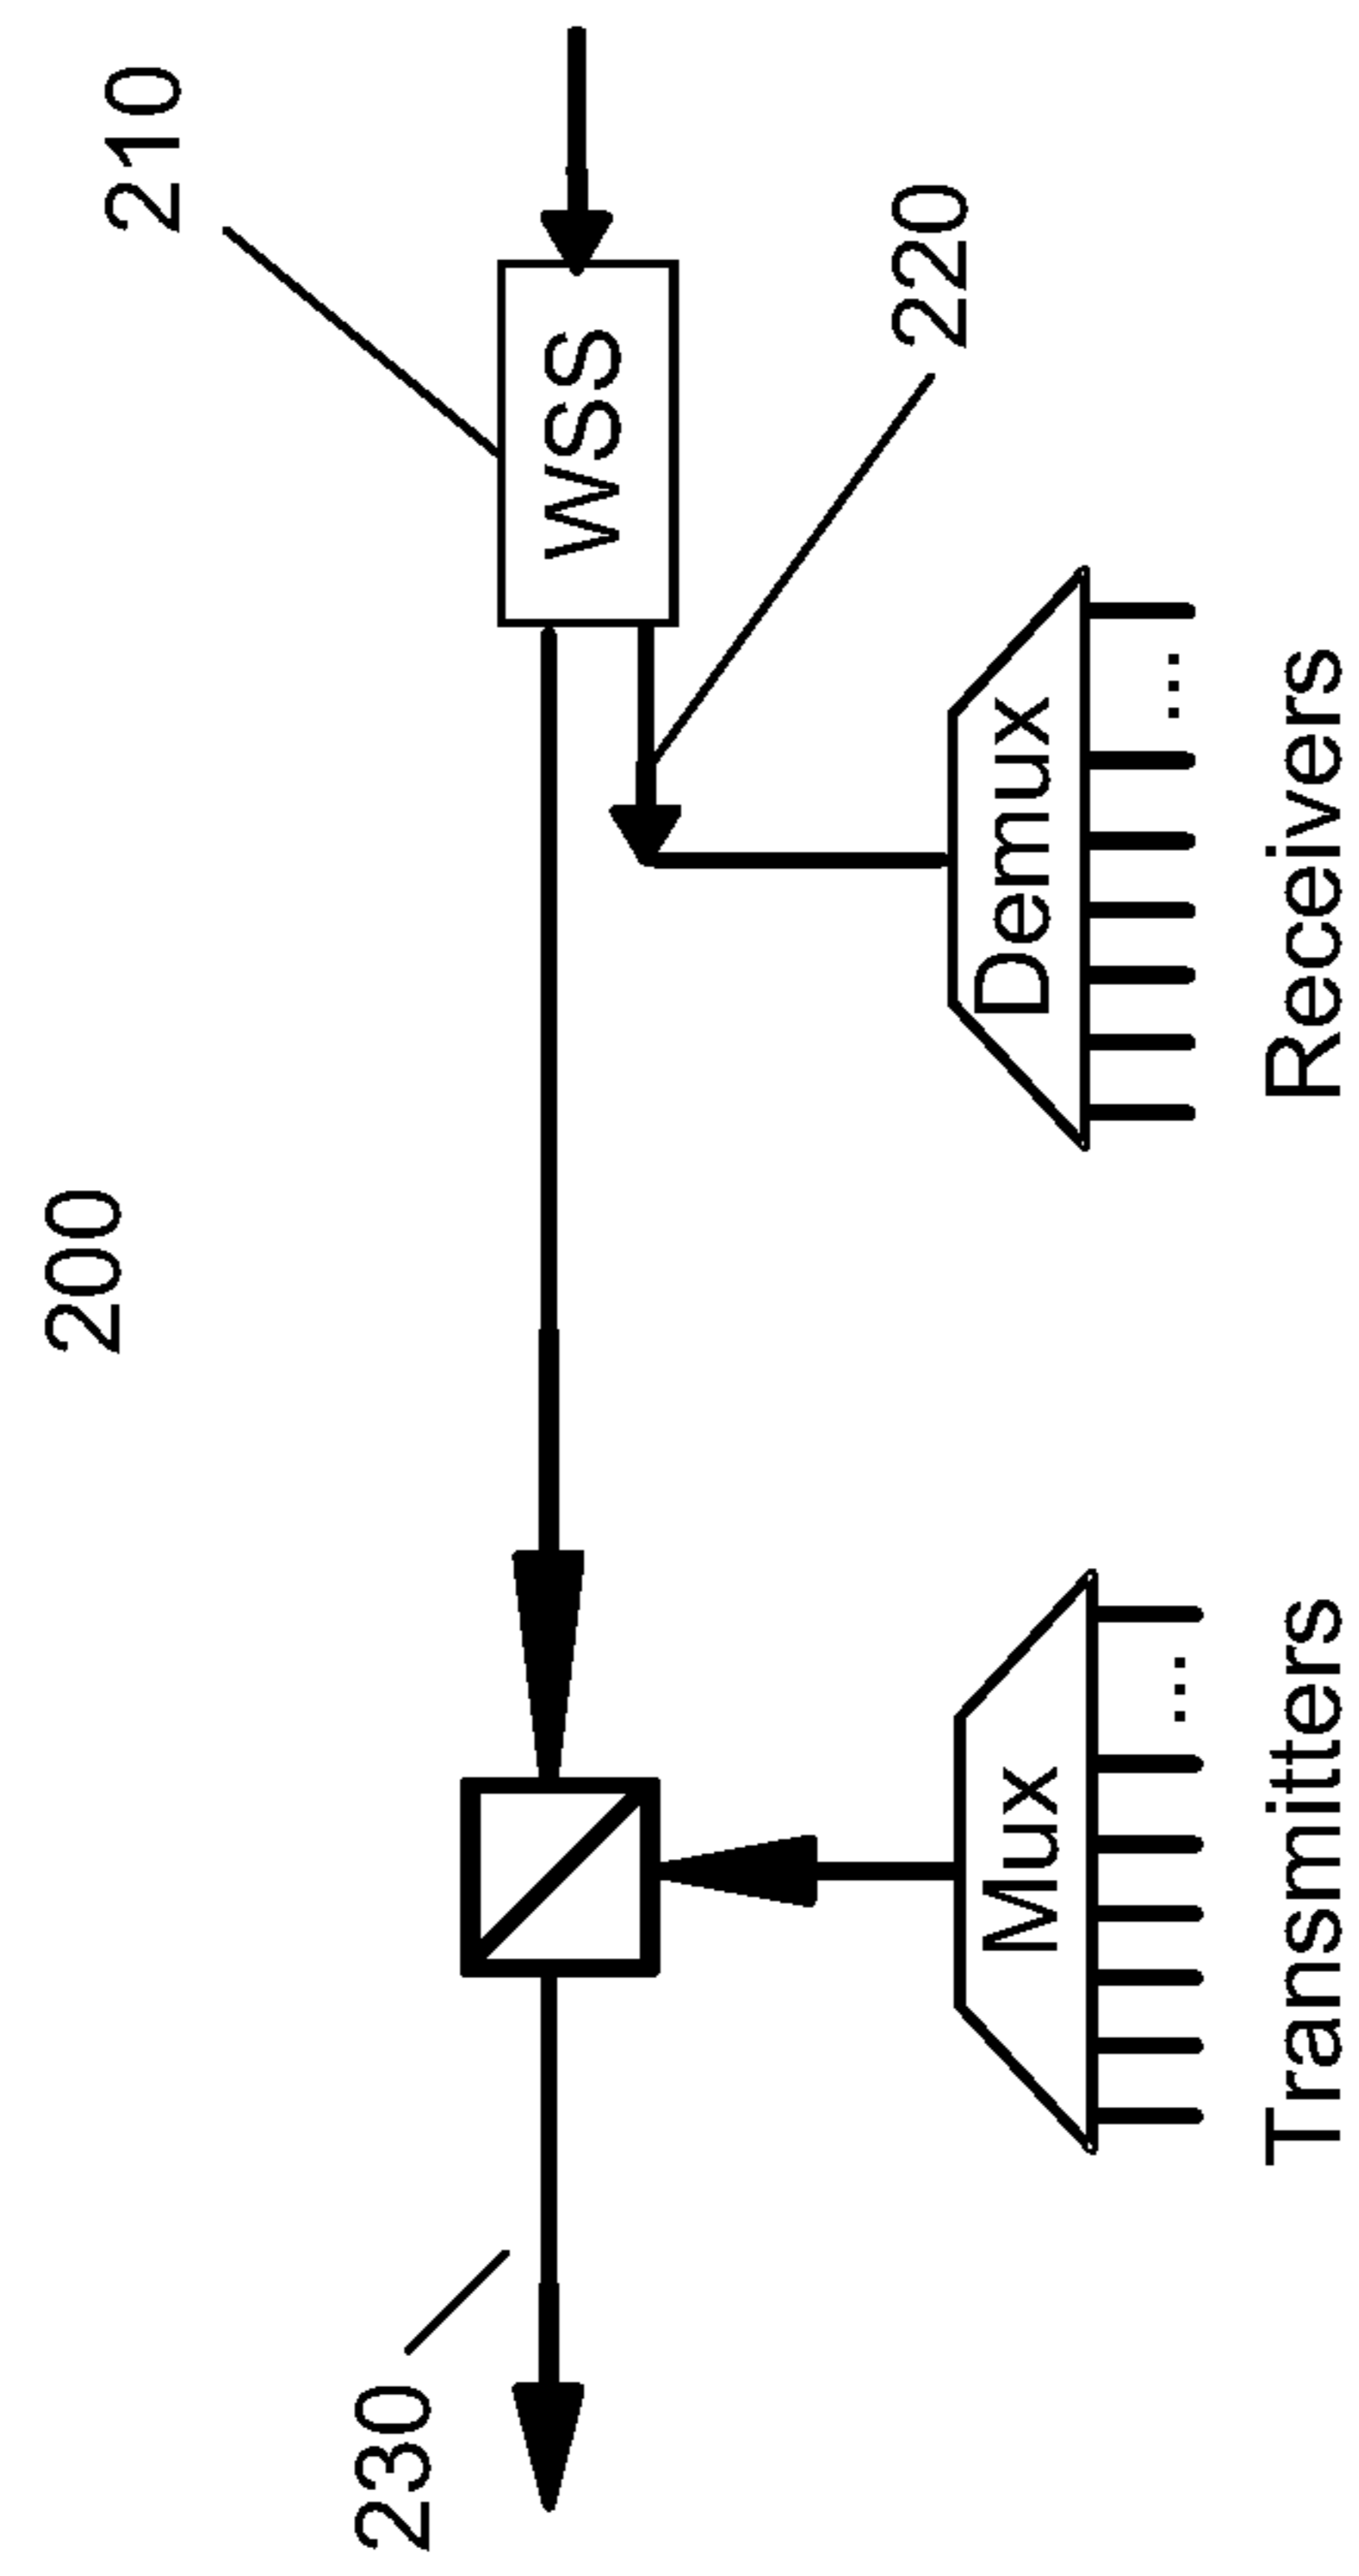 200
210
WSS
220
230
Mux
Demux
...
...
Transmitters
Receivers